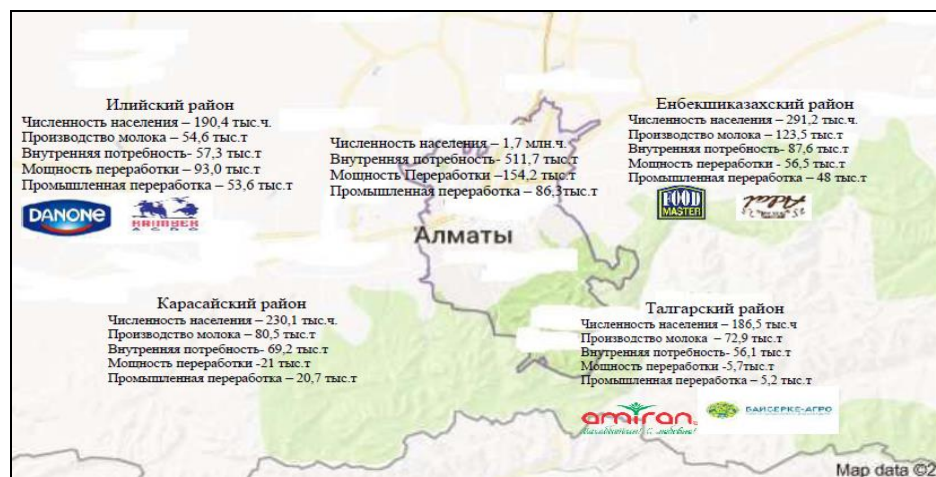 Илийский район
Численность населения – 190,4 тыс.ч.
Производство молока – 54,6 тыс.т
Внутренняя потребность- 57,3 тыс.т
Мощность переработки – 93,0 тыс.т
Промышленная переработка – 53,6 тыс.т
DANONE
Численность населения – 1,7 млн.ч.
Внутренняя потребность- 511,7 тыс.т
Мощность Переработки –154,2 тыс.т
Промышленная переработка – 86,3тыс.т
Алматы
Енбекшиказахский район
Численность населения – 291,2 тыс.ч.
Производство молока – 123,5 тыс.т
Внутренняя потребность- 87,6 тыс.т
Мощность переработки - 56,5 тыс.т
Промышленная переработка – 48 тыс.т
FOOD
MASTER
Adal
Карасайский район
Численность населения – 230,1 тыс.ч.
Производство молока – 80,5 тыс.т
Внутренняя потребность- 69,2 тыс.т
Мощность переработки -21 тыс.т
Промышленная переработка – 20,7 тыс.т
Талгарский район
Численность населения – 186,5 тыс.ч
Производство молока – 72,9 тыс.т
Внутренняя потребность- 56,1 тыс.т
Мощность переработки -5,7тыс.т
Промышленная переработка – 5,2 тыс.т
amiran
БАЙСЕРКЕ-АГРО
Map data ©2